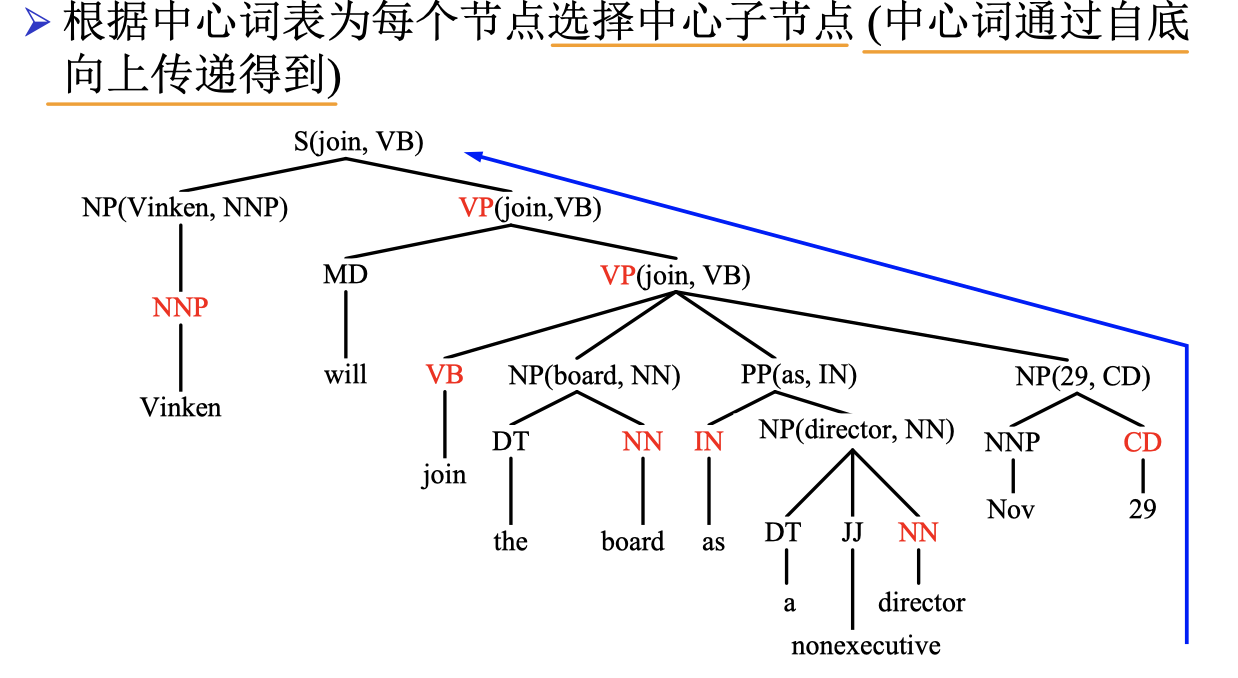 根据中心词表为每个节点选择中心子节点 (中心词通过自底
向上传递得到)
S(join, VB)
NP(Vinken, NNP) VP(join,VB)
MD VP(join, VB)
NNP
will VB NP(board, NN) PP(as, IN) NP(29, CD)
Vinken
DT NN IN NP(director, NN) NNP CD
join
Nov 29
the board as DT JJ NN
a director
nonexecutive